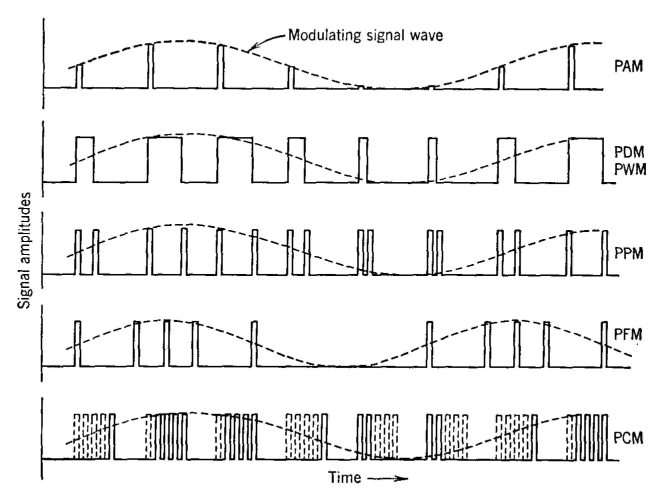 Modulating signal wave
PAM
PDM
PWM
PPM
PFM
PCM
Signal amplitudes
Time